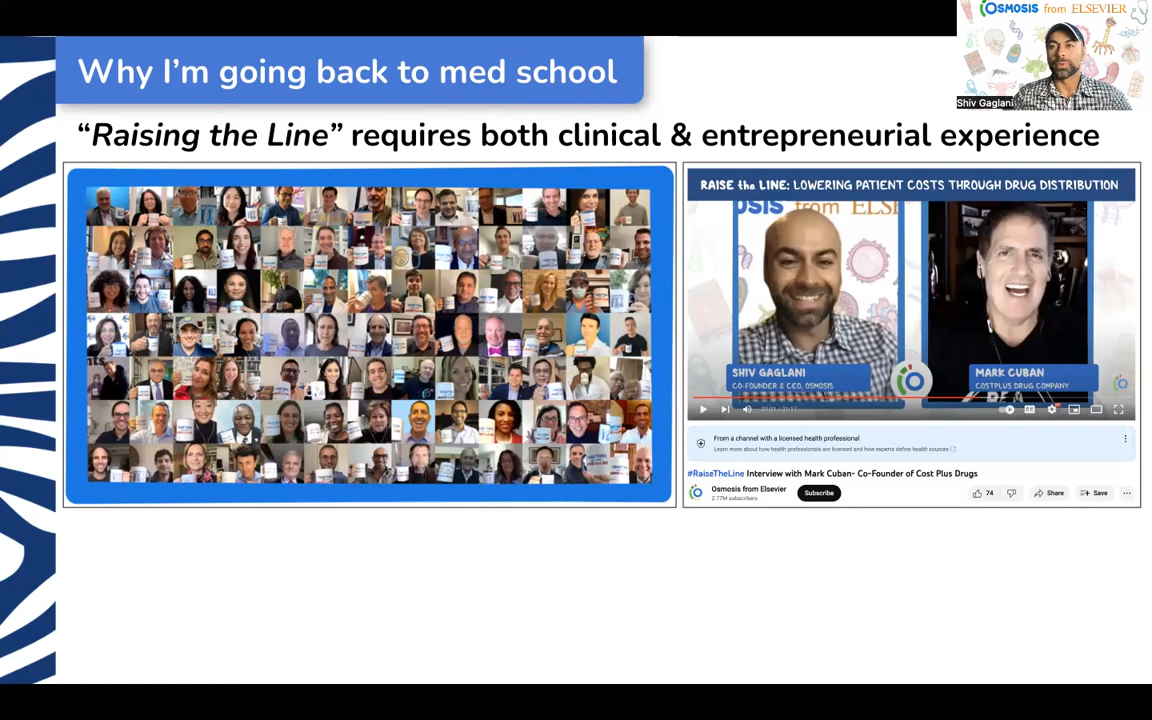 OSMOSIS from ELSEVIER
Shiv Gaglani
Why I'm going back to med school
“Raising the Line” requires both clinical & entrepreneurial experience
RAISE the LINE: LOWERING PATIENT COSTS THROUGH DRUG DISTRIBUTION
OSIS from ELSE
SHIV GAGLANI
CO-FOUNDER & CEO, OSMOSIS
MARK CUBAN
COSTPLUS DRUG COMPANY
From a channel with a licensed health professional
Learn more about how health professionals are licensed and how experts define health sources
#RaiseTheLine Interview with Mark Cuban- Co-Founder of Cost Plus Drugs
Osmosis from Elsevier
2.77M subscribers
Subscribe
74
Share
Save